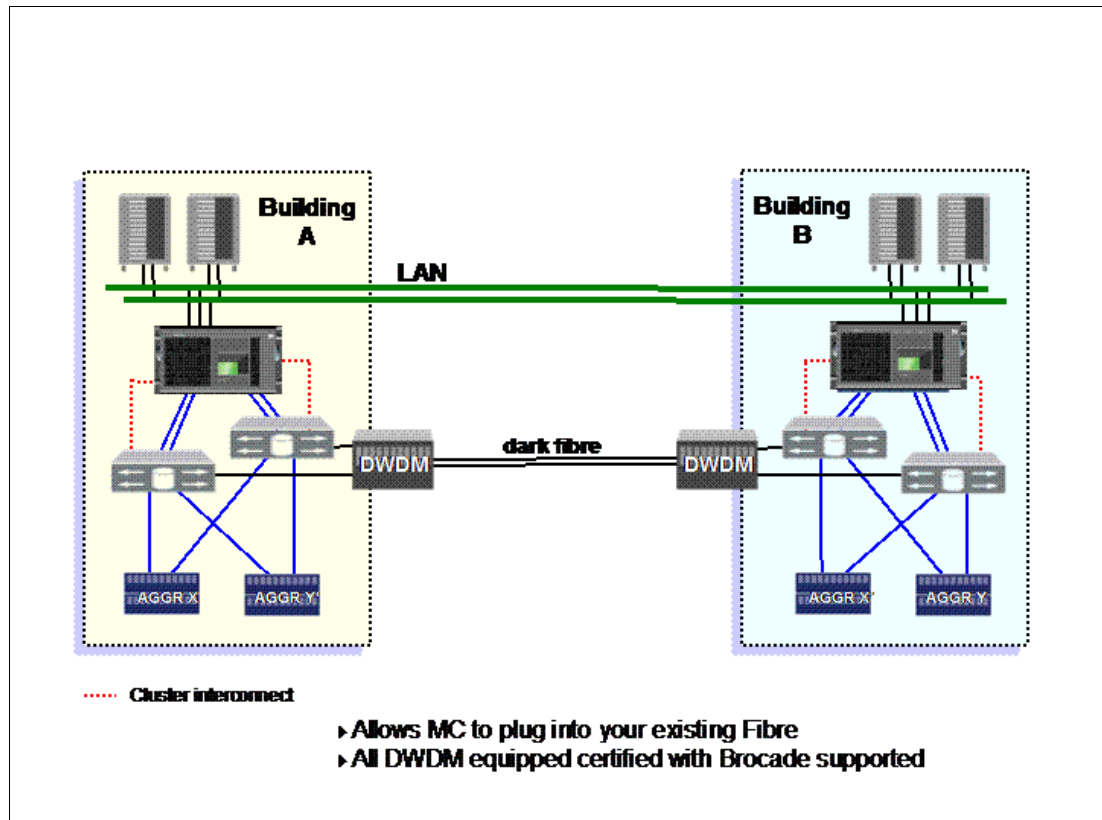 Building
A
Building
B
LAN
dark fibre
DWDM
DWDM
AGGR X
AGGR Y'
AGGR X'
AGGR Y
Cluster interconnect
Allows MC to plug into your existing Fibre
All DWDM equipped certified with Brocade supported